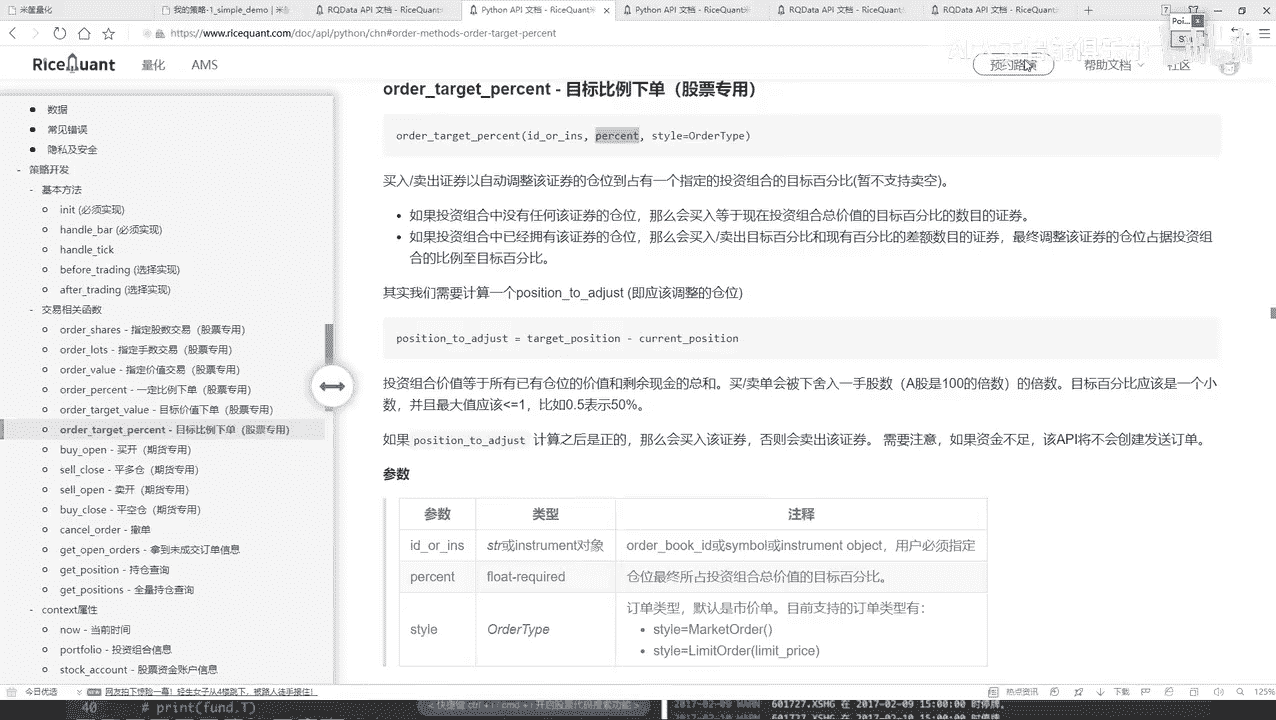 米筐量化
我的策略-1_simple_demo | 米
RQData API 文档 - RiceQuant
Python API 文档 - RiceQuant
Python API 文档 - RiceQuant
RQData API 文档 - RiceQuant
RQData API 文档 - RiceQuant
https://www.ricequant.com/doc/api/python/chn#order-methods-order-target-percent
RiceQuant
量化
AMS
预约路演
帮助文档
社区
数据
常见错误
隐私及安全
策略开发
基本方法
init (必须实现)
handle_bar (必须实现)
handle_tick
before_trading (选择实现)
after_trading (选择实现)
交易相关函数
order_shares - 指定股数交易（股票专用）
order_lots - 指定手数交易（股票专用）
order_value - 指定价值交易（股票专用）
order_percent - 一定比例下单（股票专用）
order_target_value - 目标价值下单（股票专用）
order_target_percent - 目标比例下单（股票专用）
buy_open - 买开（期货专用）
sell_close - 平多仓（期货专用）
sell_open - 卖开（期货专用）
buy_close - 平空仓（期货专用）
cancel_order - 撤单
get_open_orders - 拿到未成交订单信息
get_position - 持仓查询
get_positions - 全量持仓查询
context属性
now - 当前时间
portfolio - 投资组合信息
stock_account - 股票资金账户信息
order_target_percent - 目标比例下单（股票专用）
order_target_percent(id_or_ins, percent, style=OrderType)
买入/卖出证券以自动调整该证券的仓位到占有一个指定的投资组合的目标百分比(暂不支持卖空)。
如果投资组合中没有任何该证券的仓位，那么会买入等于现在投资组合总价值的目标百分比的数目的证券。
如果投资组合中已经拥有该证券的仓位，那么会买入/卖出目标百分比和现有百分比的差额数目的证券，最终调整该证券的仓位占据投资组
合的比例至目标百分比。
其实我们需要计算一个position_to_adjust (即应该调整的仓位)
position_to_adjust = target_position - current_position
投资组合价值等于所有已有仓位的价值和剩余现金的总和。买/卖单会被下舍入一手股数（A股是100的倍数）的倍数。目标百分比应该是一个小
数，并且最大值应该<=1，比如0.5表示50%。
如果 position_to_adjust 计算之后是正的，那么会买入该证券，否则会卖出该证券。 需要注意，如果资金不足，该API将不会创建发送订单。
参数
参数 类型 注释
id_or_ins str或instrument对象 order_book_id或symbol或instrument object，用户必须指定
percent float-required 仓位最终所占投资组合总价值的目标百分比。
style OrderType 订单类型，默认是市价单。目前支持的订单类型有：
style=MarketOrder()
style=LimitOrder(limit_price)
今日优选
热点资讯
下载
125%
40 # print(fund.T)
601727.XSHG 在 2017-02-09 15:00:00 时停牌，